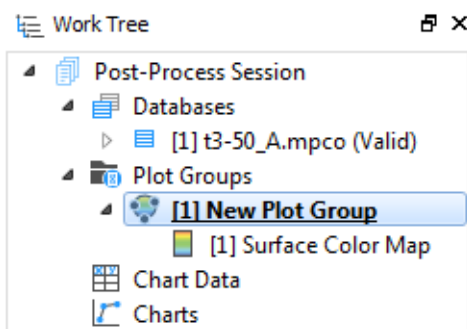 Work Tree
Post-Process Session
Databases
[1] t3-50_A.mpco (Valid)
Plot Groups
[1] New Plot Group
[1] Surface Color Map
Chart Data
Charts